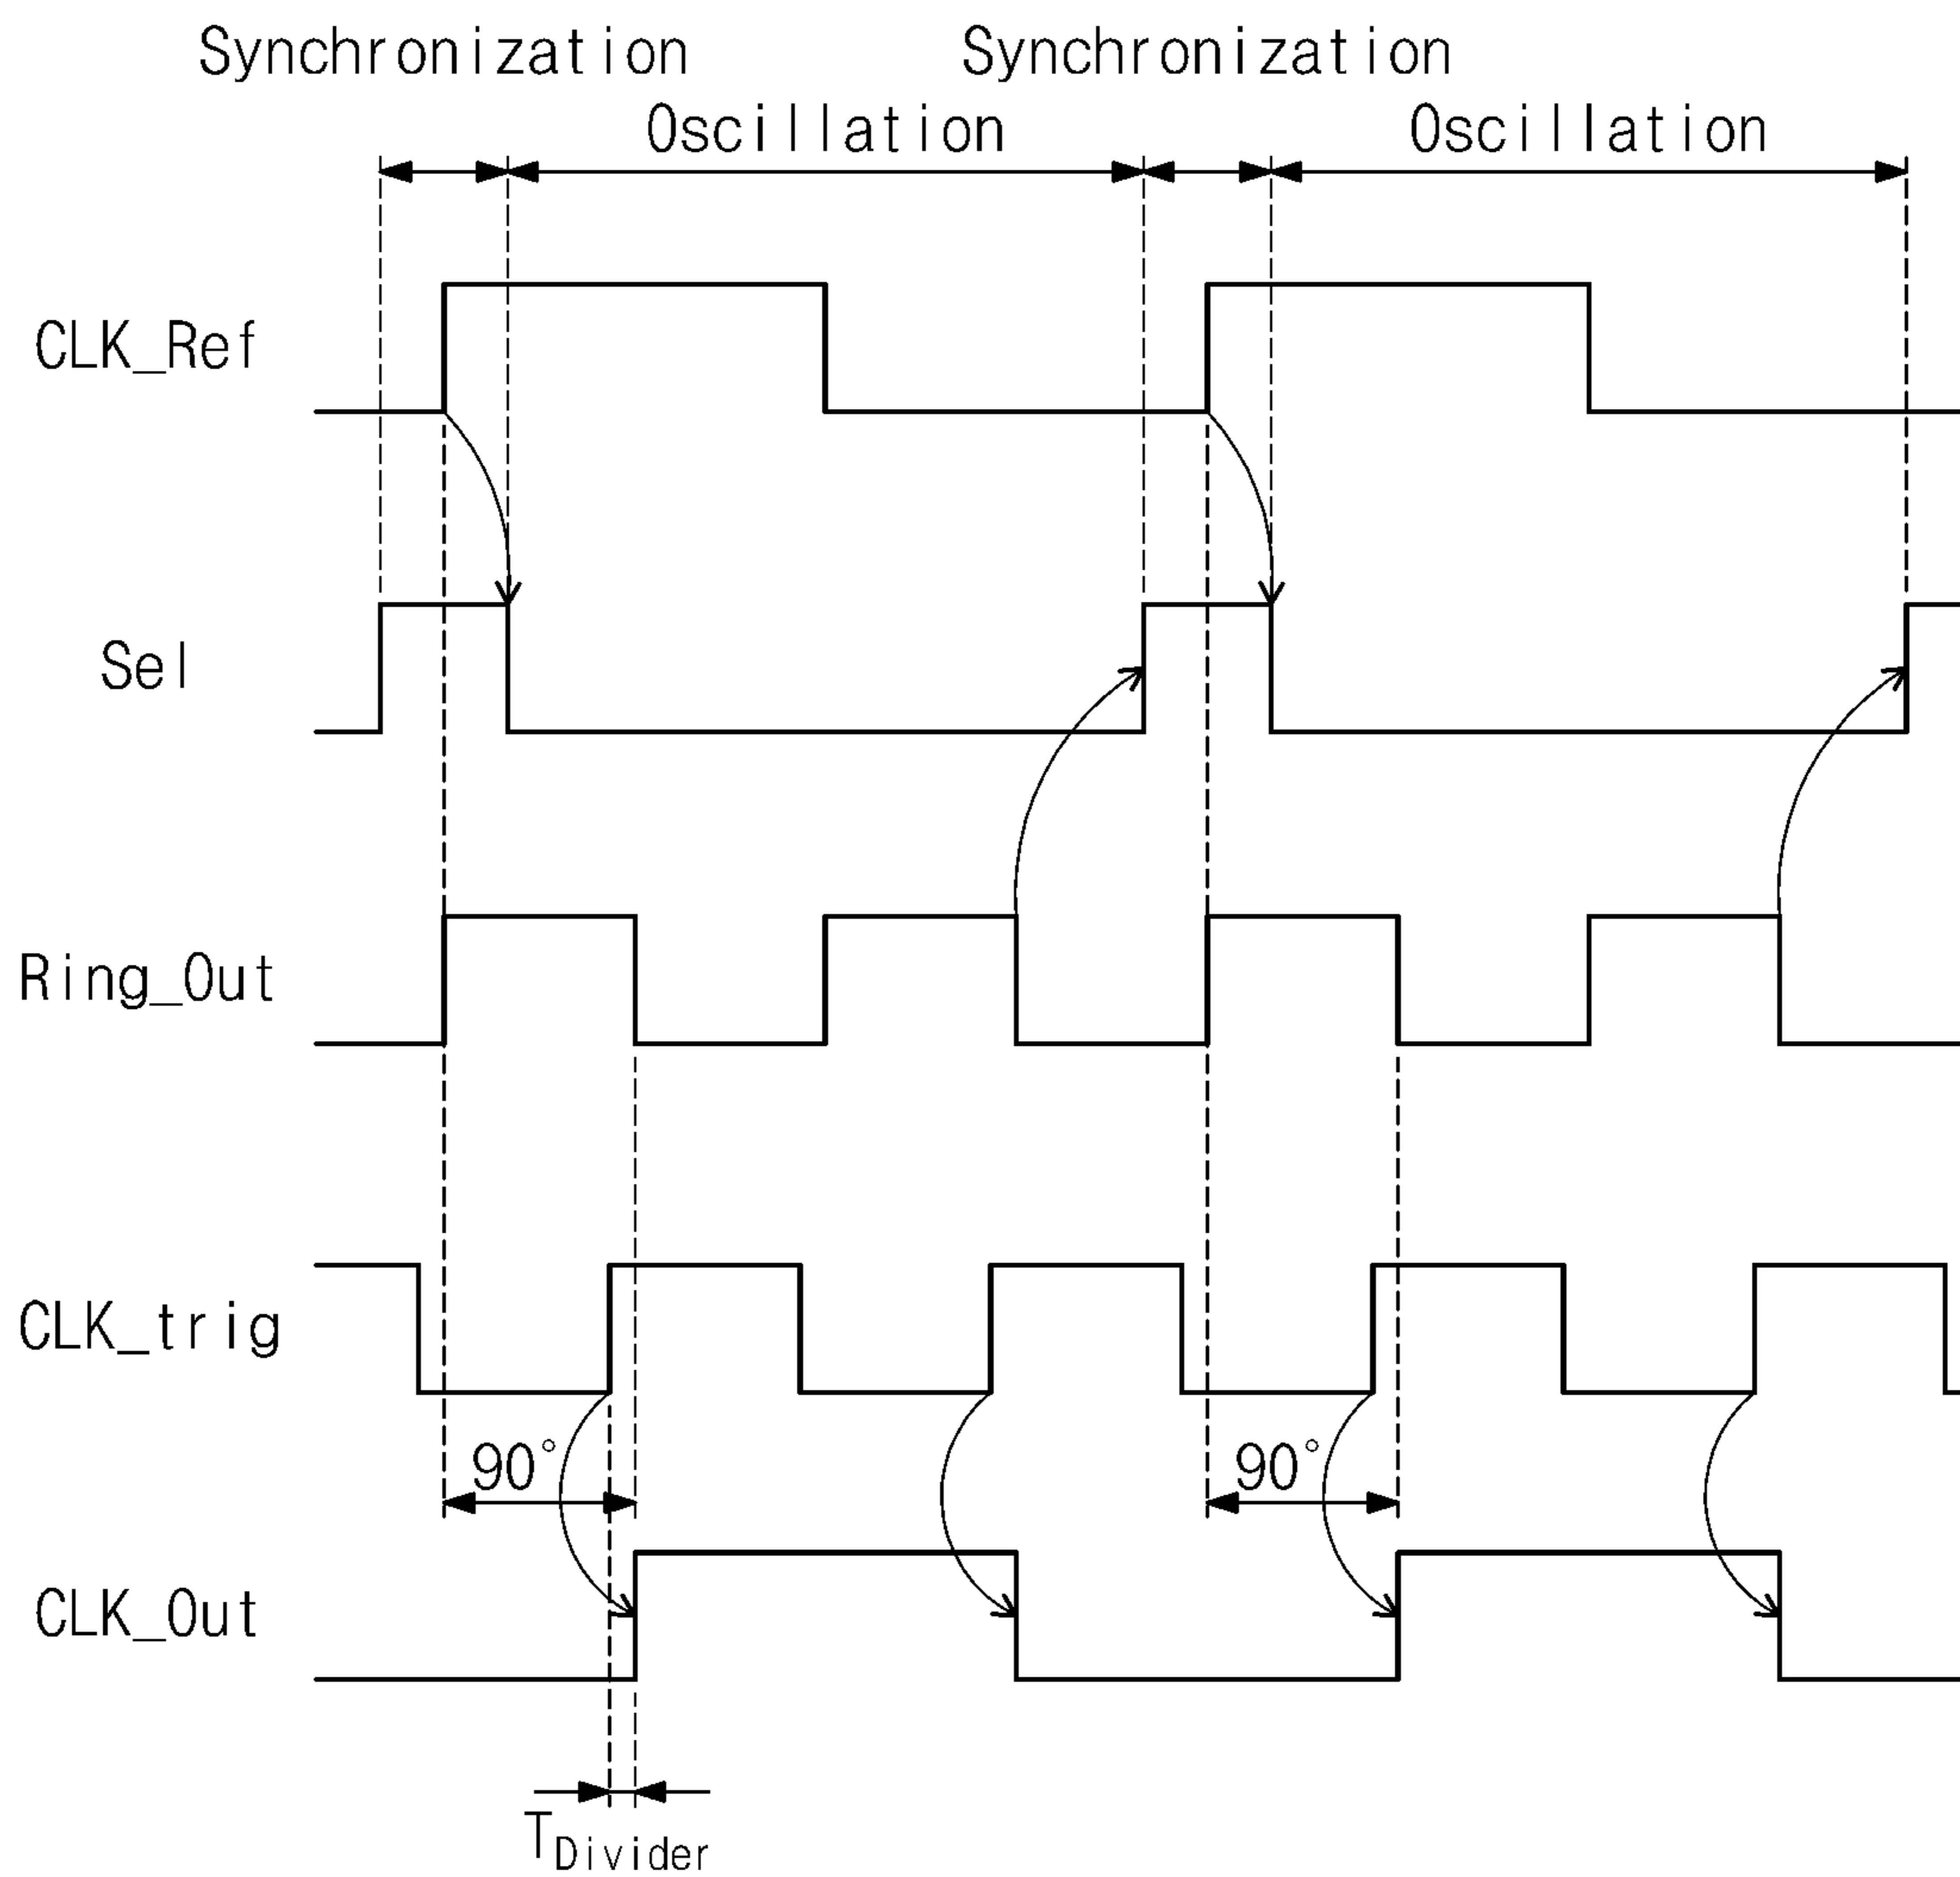 Synchronization Synchronization
Oscillation Oscillation
CLK_Ref
Sel
Ring_Out
CLK_trig
90° 90°
CLK_Out
TDivider